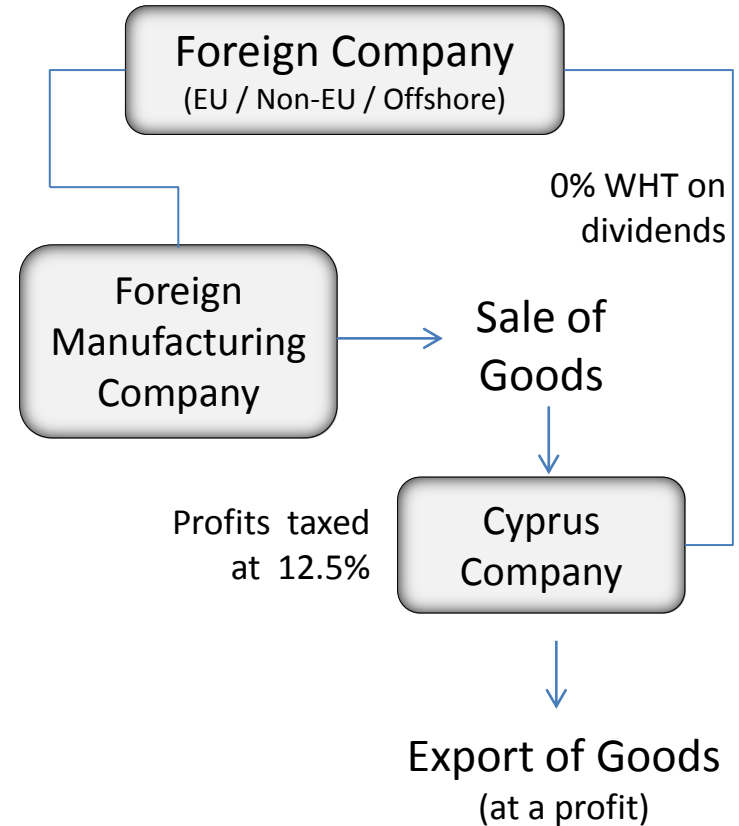 Foreign Company
(EU / Non-EU / Offshore)
0% WHT on
dividends
Foreign
Manufacturing
Company
Sale of
Goods
Profits taxed
at 12.5%
Cyprus
Company
Export of Goods
(at a profit)